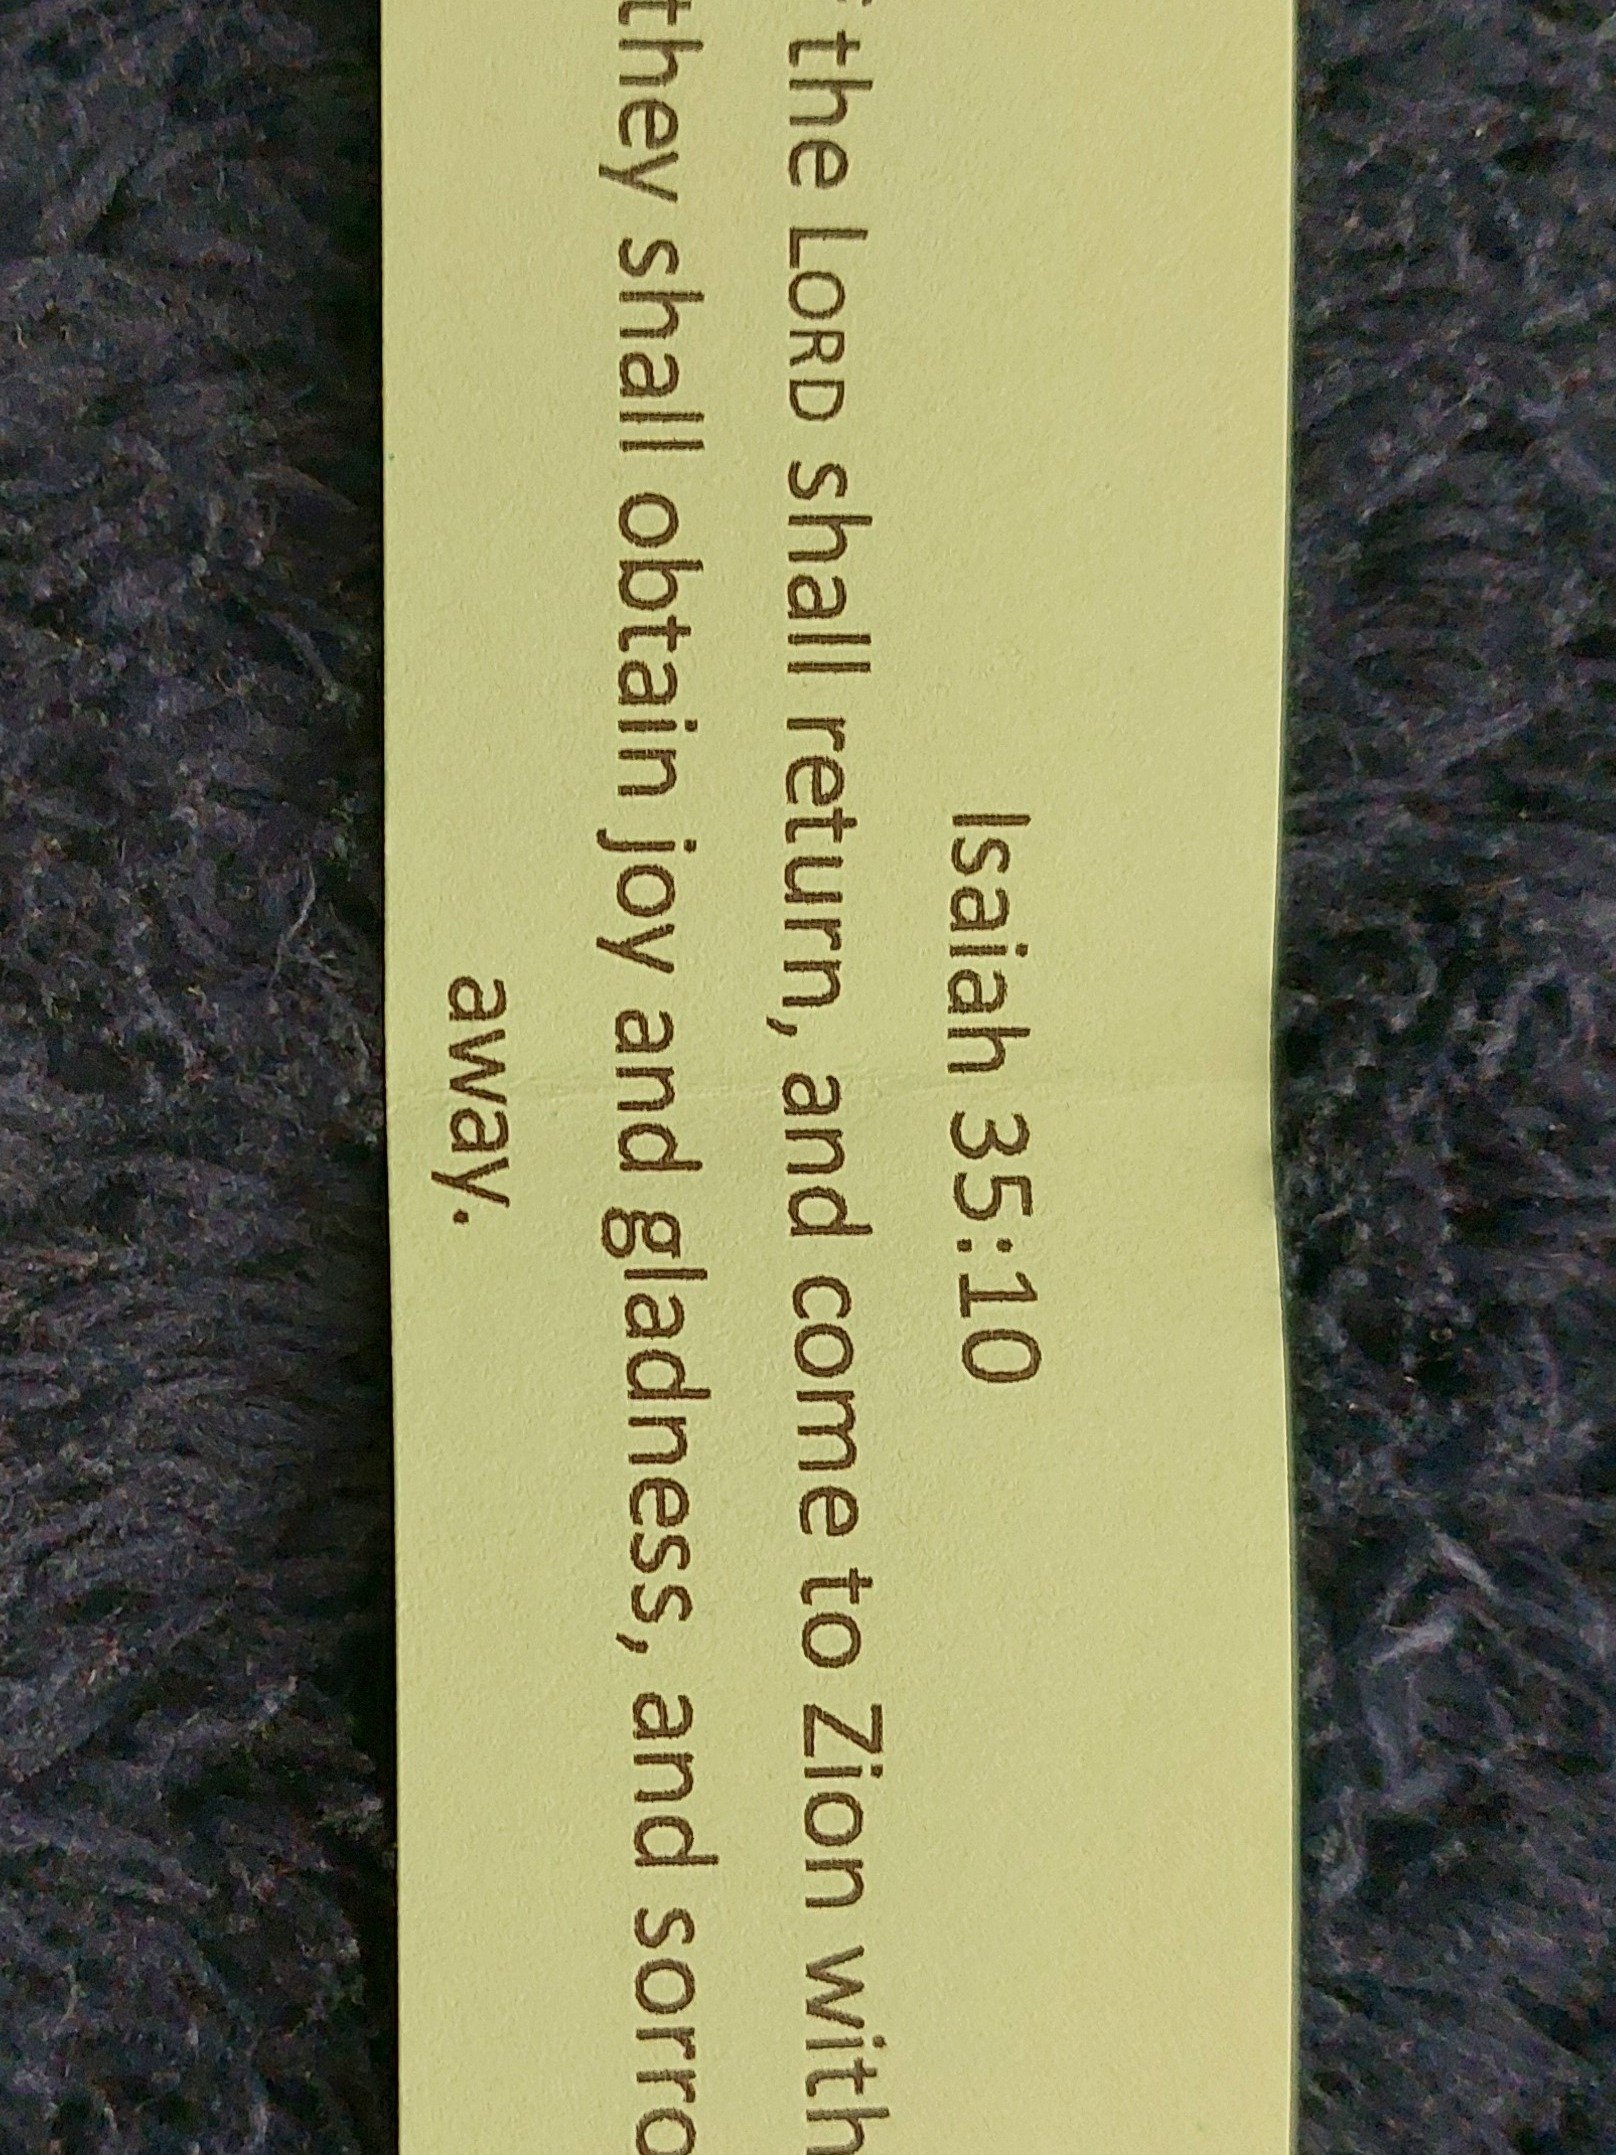 Isaiah 35:10
the LORD shall return, and come to Zion with
they shall obtain joy and gladness, and sorro
away.